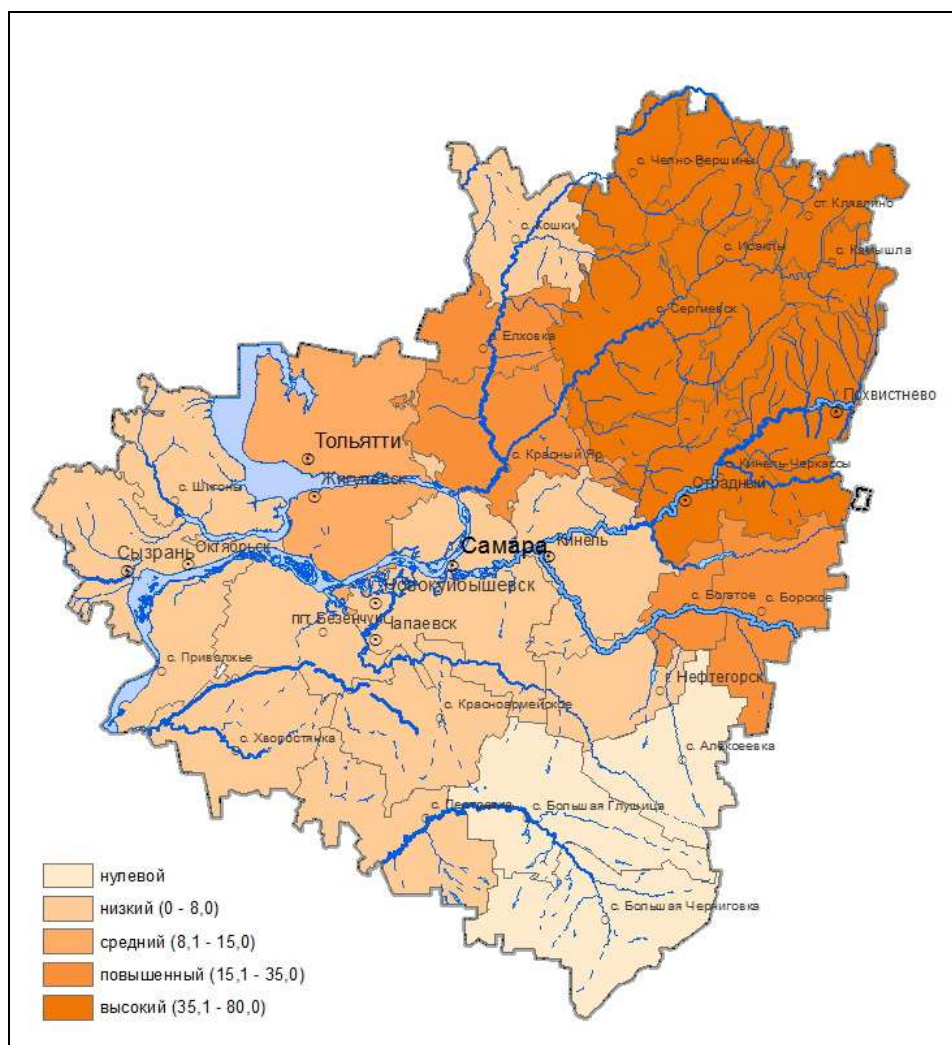 с. Челно-Вершины
ст. Клявлино
с. Кошки
с. Исаклы
с. Камышла
с. Сергиевск
с. Елховка
Похвистнево
Тольятти
с. Красный Яр
с. Кинель-Черкассы
Жигулевск
с. Шигоны
Отрадный
Самара
Кинель
Сызрань
Октябрьск
Новокуйбышевск
с. Богатое
с. Борское
пгт. Безенчук
Чапаевск
с. Приволжье
г. Нефтегорск
с. Красноармейское
с. Хворостянка
с. Алексеевка
с. Пестравка
с. Большая Глушица
с. Большая Черниговка
нулевой
низкий (0 - 8,0)
средний (8,1 - 15,0)
повышенный (15,1 - 35,0)
высокий (35,1 - 80,0)